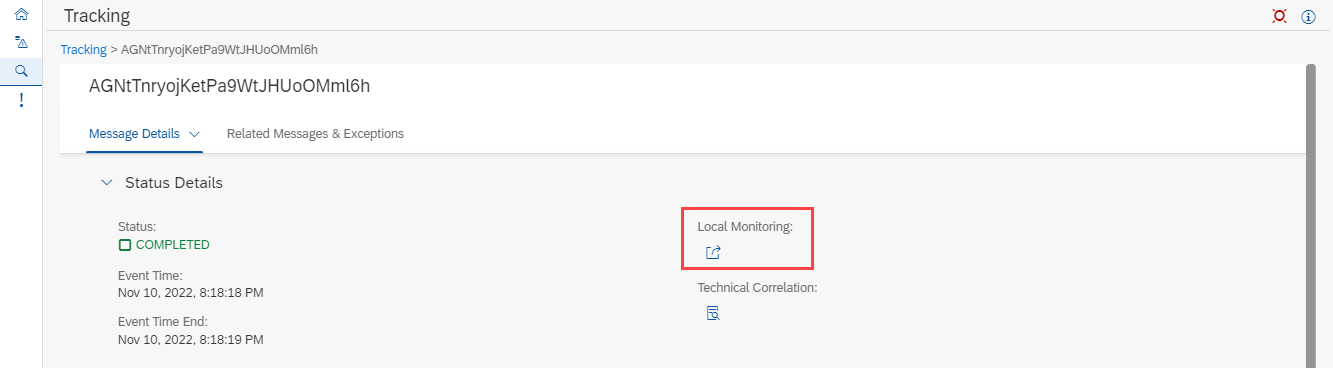 Tracking
Tracking > AGNtTnryojKetPa9WtJHUoOMml6h
AGNtTnryojKetPa9WtJHUoOMml6h
Message Details
Related Messages & Exceptions
Status Details
Status:
COMPLETED
Event Time:
Nov 10, 2022, 8:18:18 PM
Event Time End:
Nov 10, 2022, 8:18:19 PM
Local Monitoring:
Technical Correlation: